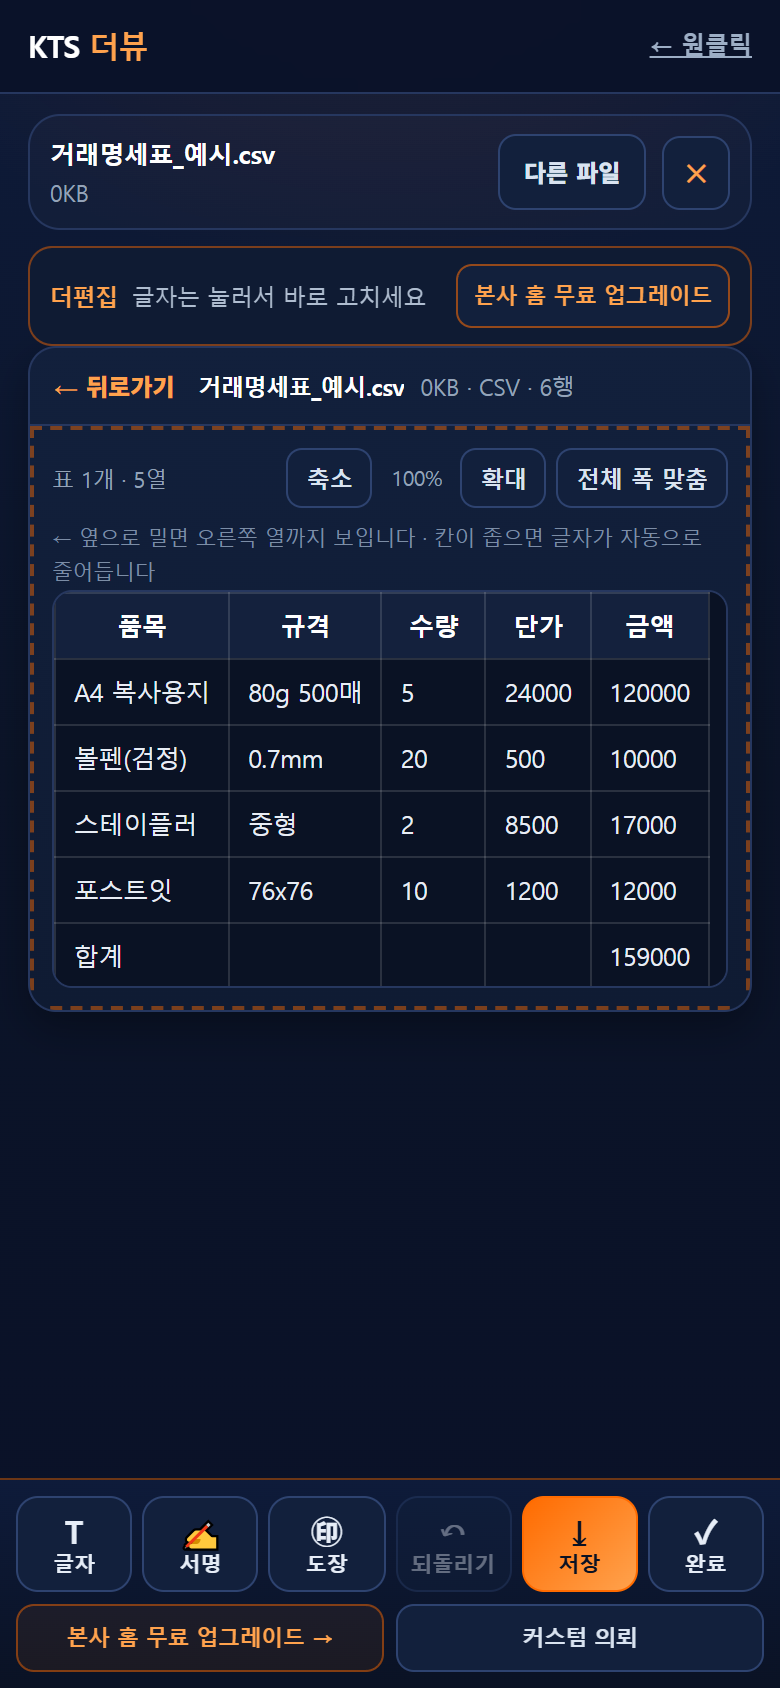 KTS 더뷰
← 원클릭
거래명세표_예시.csv
0KB
다른 파일
×
더편집 글자는 눌러서 바로 고치세요
본사 홈 무료 업그레이드
← 뒤로가기 거래명세표_예시.csv 0KB · CSV · 6행
표 1개 · 5열 축소 100% 확대 전체 폭 맞춤
← 옆으로 밀면 오른쪽 열까지 보입니다 · 칸이 좁으면 글자가 자동으로
줄어듭니다
품목 규격 수량 단가 금액
A4 복사용지 80g 500매 5 24000 120000
볼펜(검정) 0.7mm 20 500 10000
스테이플러 중형 2 8500 17000
포스트잇 76x76 10 1200 12000
합계 159000
T ✍ ㊞ ↶ ⤓ ✓
글자 서명 도장 되돌리기 저장 완료
본사 홈 무료 업그레이드 → 커스텀 의뢰